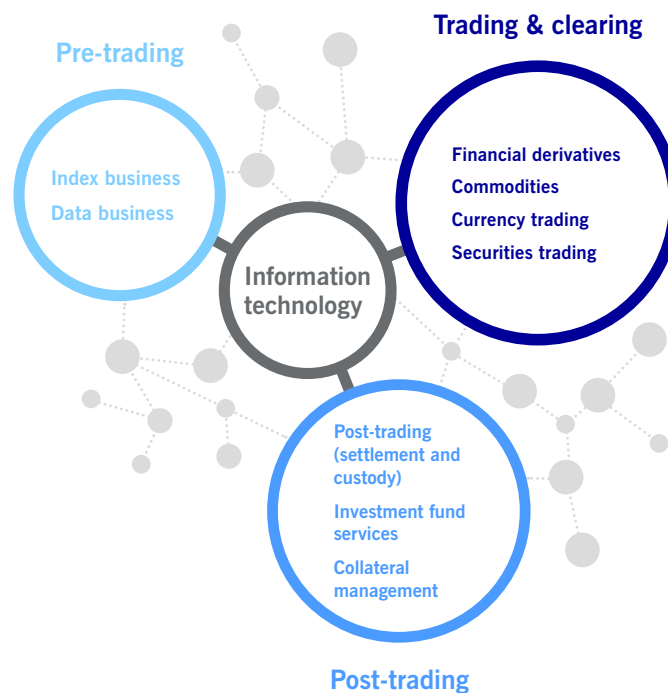 Pre-trading
Index business
Data business
Trading & clearing
Financial derivatives
Commodities
Currency trading
Securities trading
Information
technology
Post-trading
(settlement and
custody)
Investment fund
services
Collateral
management
Post-trading